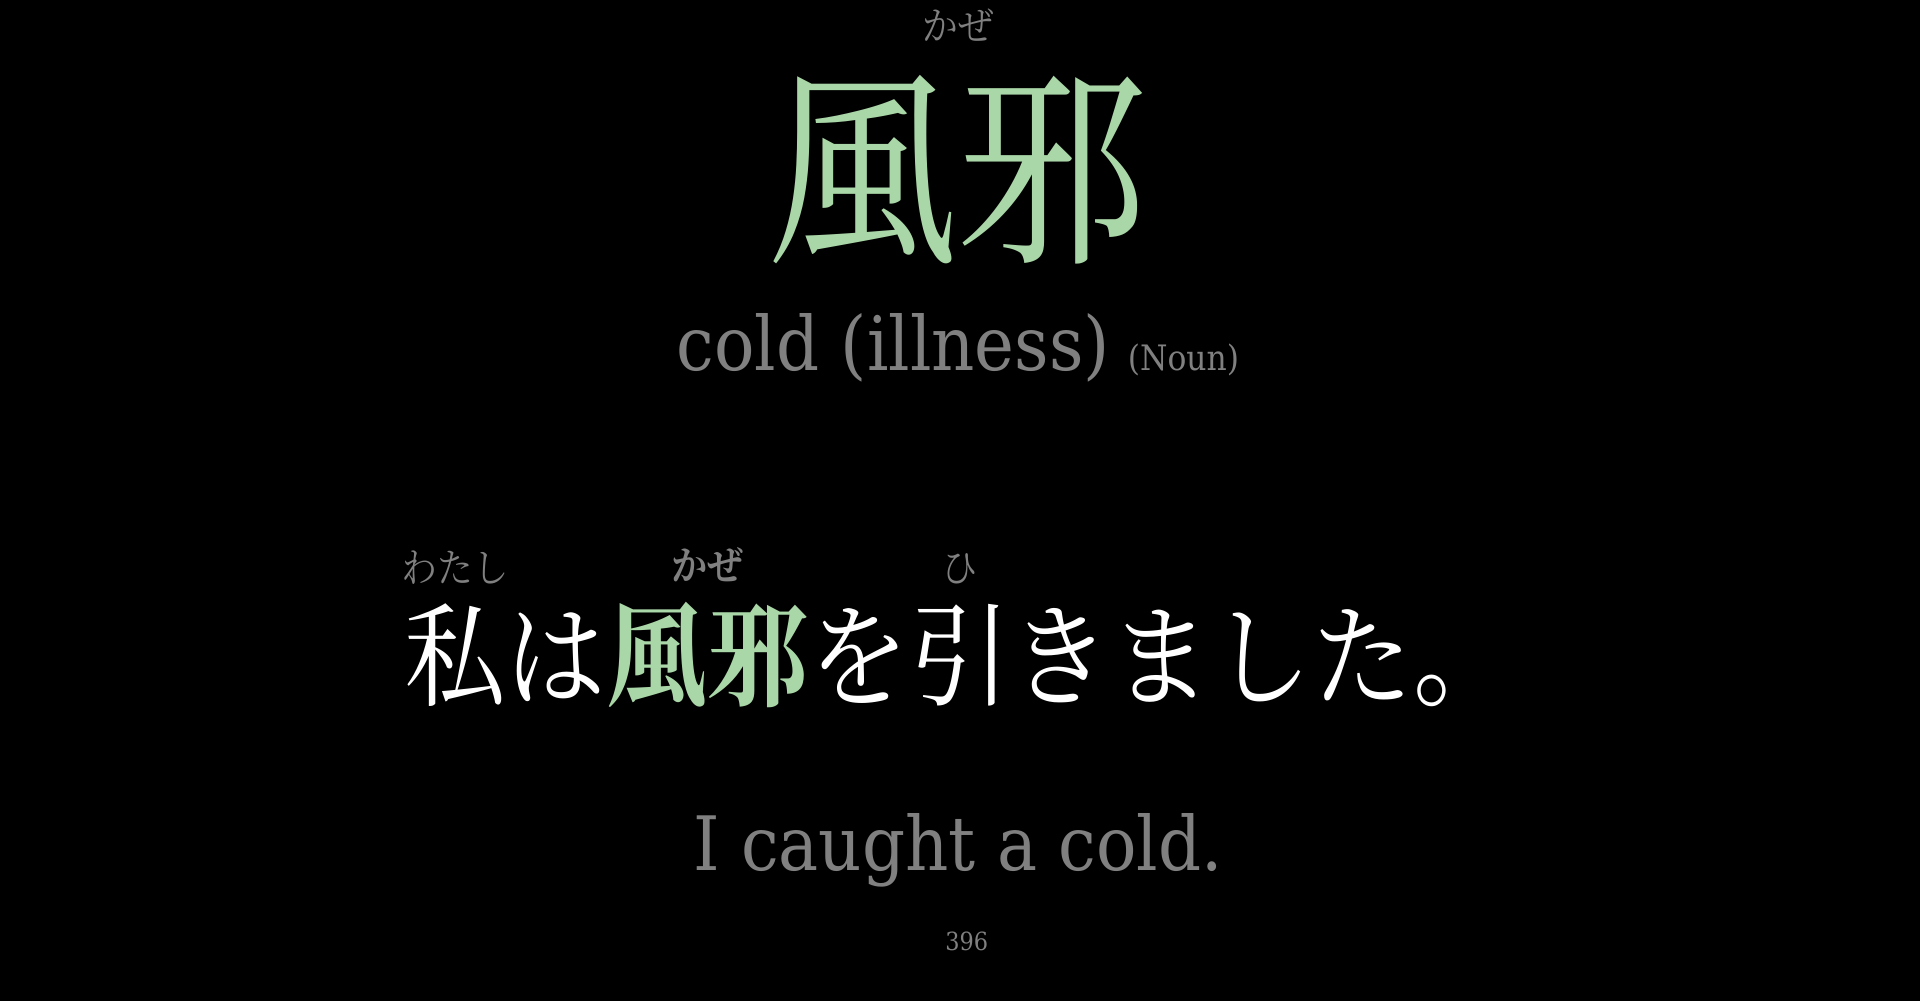 かぜ
風邪
cold (illness) (Noun)
わたし かぜ ひ
私は風邪を引きました。
I caught a cold.
396